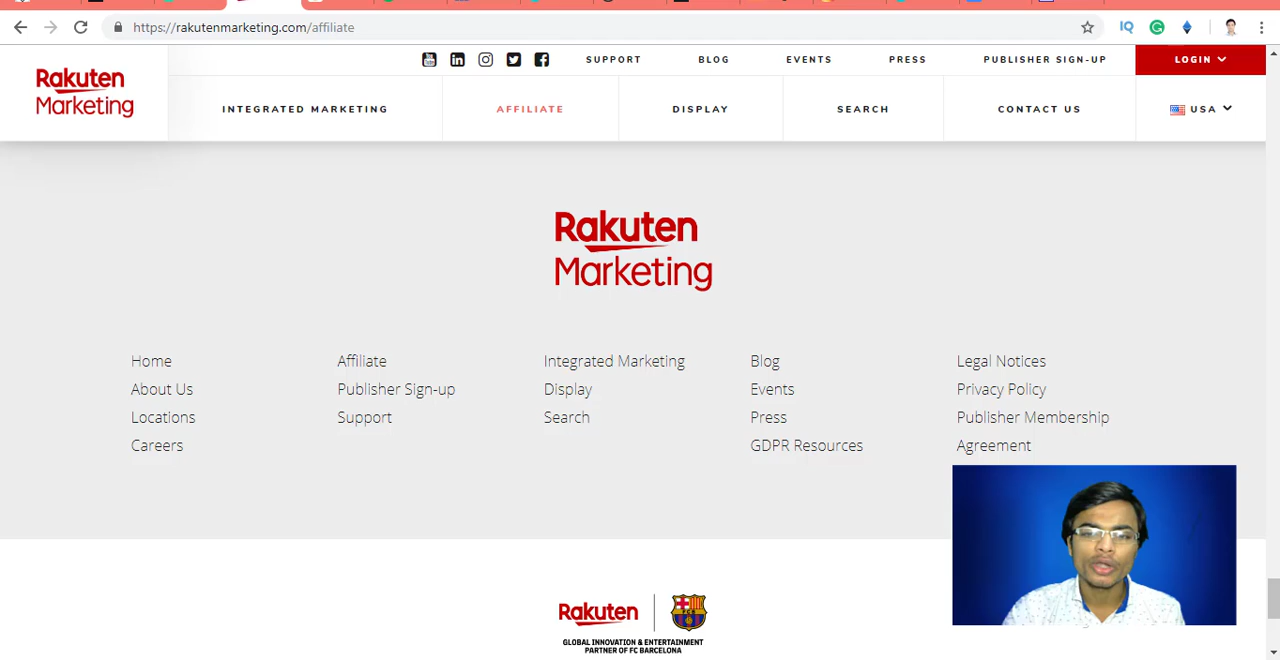 https://rakutenmarketing.com/affiliate
Rakuten
Marketing
SUPPORT
BLOG
EVENTS
PRESS
PUBLISHER SIGN-UP
LOGIN
INTEGRATED MARKETING
AFFILIATE
DISPLAY
SEARCH
CONTACT US
USA
Rakuten
Marketing
Home
About Us
Locations
Careers
Affiliate
Publisher Sign-up
Support
Integrated Marketing
Display
Search
Blog
Events
Press
GDPR Resources
Legal Notices
Privacy Policy
Publisher Membership
Agreement
Rakuten
GLOBAL INNOVATION & ENTERTAINMENT
PARTNER OF FC BARCELONA